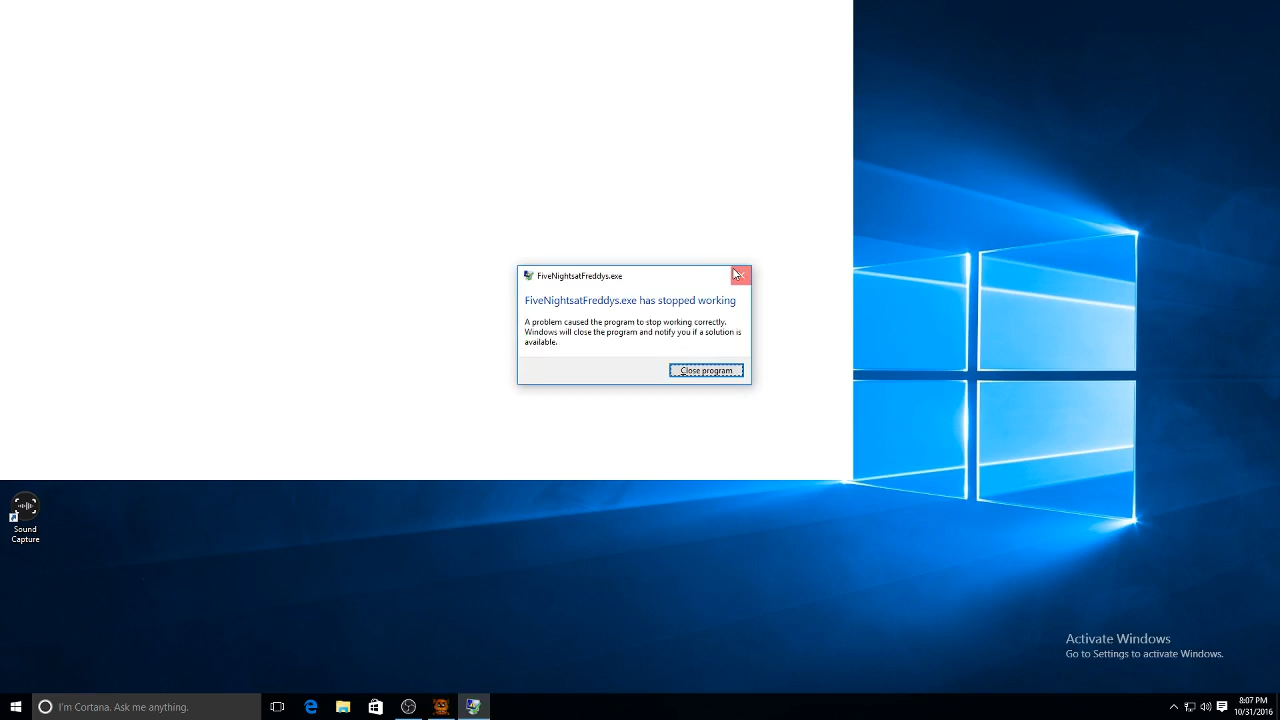 FiveNightsatFreddys.exe
FiveNightsatFreddys.exe has stopped working
A problem caused the program to stop working correctly.
Windows will close the program and notify you if a solution is
available.
Close program
Sound
Capture
Activate Windows
Go to Settings to activate Windows.
I'm Cortana. Ask me anything.
8:07 PM
10/31/2016